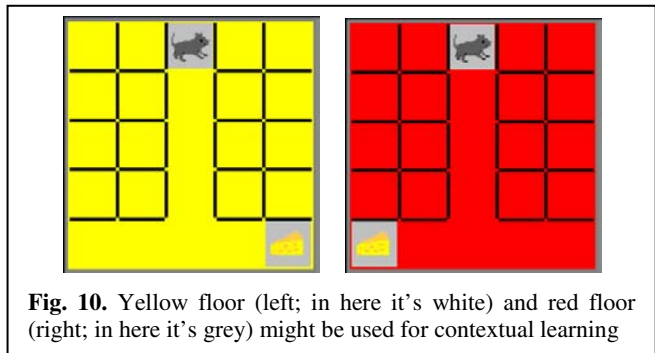 Fig. 10. Yellow floor (left; in here it's white) and red floor
(right; in here it's grey) might be used for contextual learning